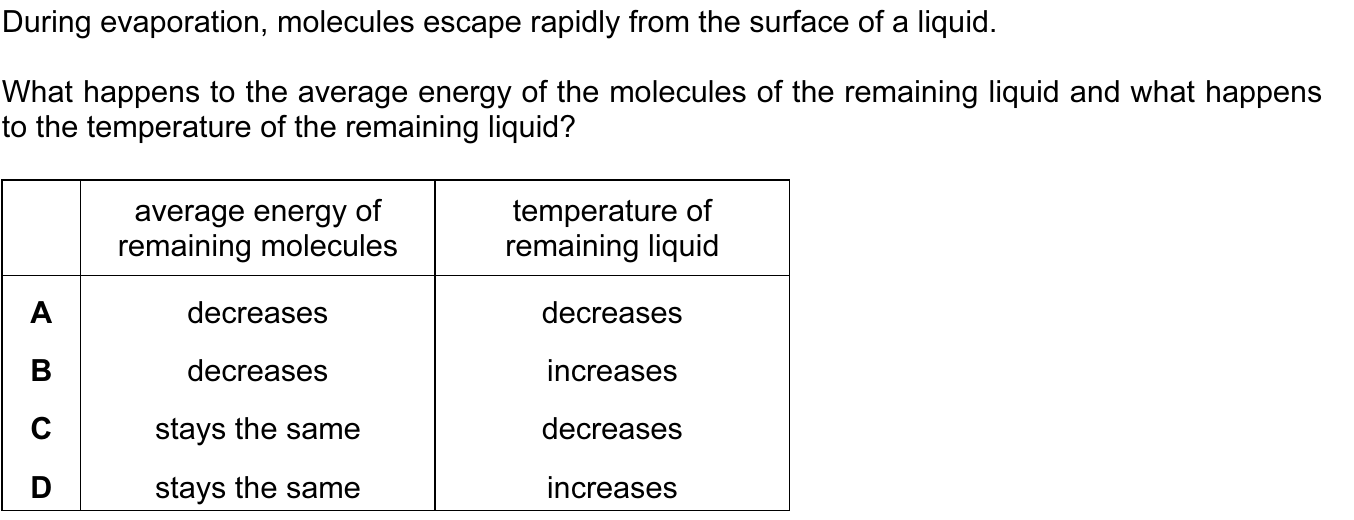 During evaporation, molecules escape rapidly from the surface of a liquid.
What happens to the average energy of the molecules of the remaining liquid and what happens
to the temperature of the remaining liquid?
average energy of
remaining molecules
temperature of
remaining liquid
A decreases decreases
B decreases increases
C stays the same decreases
D stays the same increases